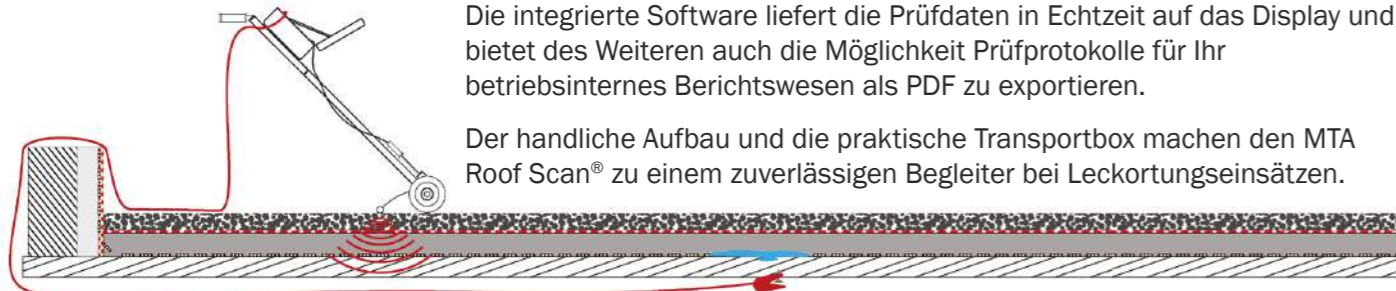 Die integrierte Software liefert die Prüfdaten in Echtzeit auf das Display und
bietet des Weiteren auch die Möglichkeit Prüfprotokolle für Ihr
betriebsinternes Berichtswesen als PDF zu exportieren.
Der handliche Aufbau und die praktische Transportbox machen den MTA
Roof Scan® zu einem zuverlässigen Begleiter bei Leckortungseinsätzen.